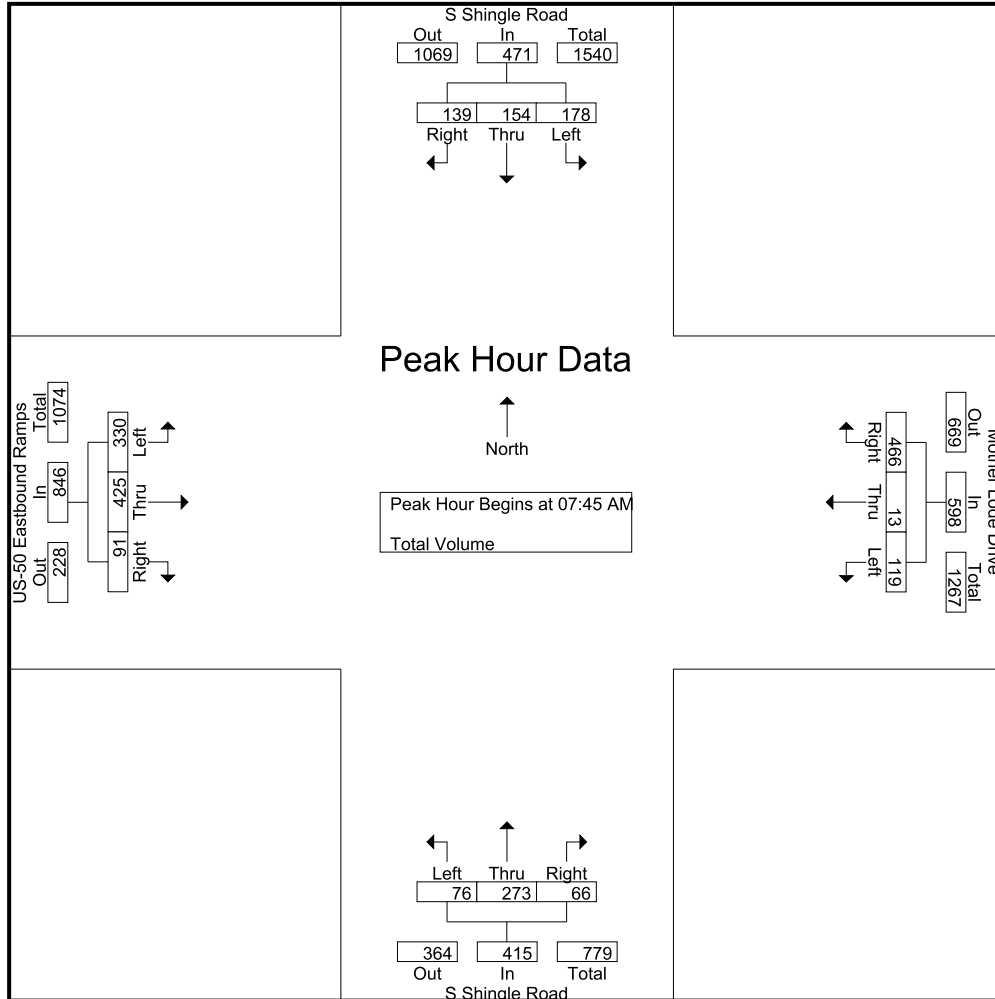 S Shingle Road
Out In Total
1069 471 1540
139 154 178
Right Thru Left
Peak Hour Data
North
Peak Hour Begins at 07:45 AM
Total Volume
US-50 Eastbound Ramps
Total In Out
1074 846 228
330 425 91
Left Thru Right
Mother Lode Drive
Out In Total
669 598 1267
466 13 119
Right Thru Left
Left Thru Right
76 273 66
364 415 779
Out In Total
S Shingle Road